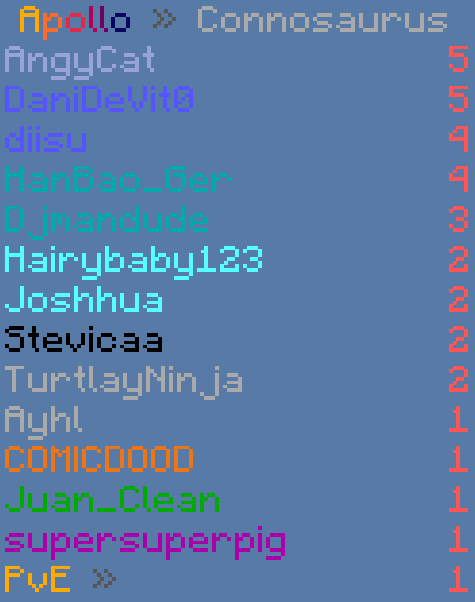 Apollo » Connosaurus
AngyCat 5
DaniDeVit0 5
diisu 4
HanBao_Ger 4
Djmandude 3
Hairybaby123 2
Joshhua 2
Stevicaa 2
TurtlayNinja 2
Ayhl 1
COMICDOOD 1
Juan_Clean 1
supersuperpig 1
PvE » 1